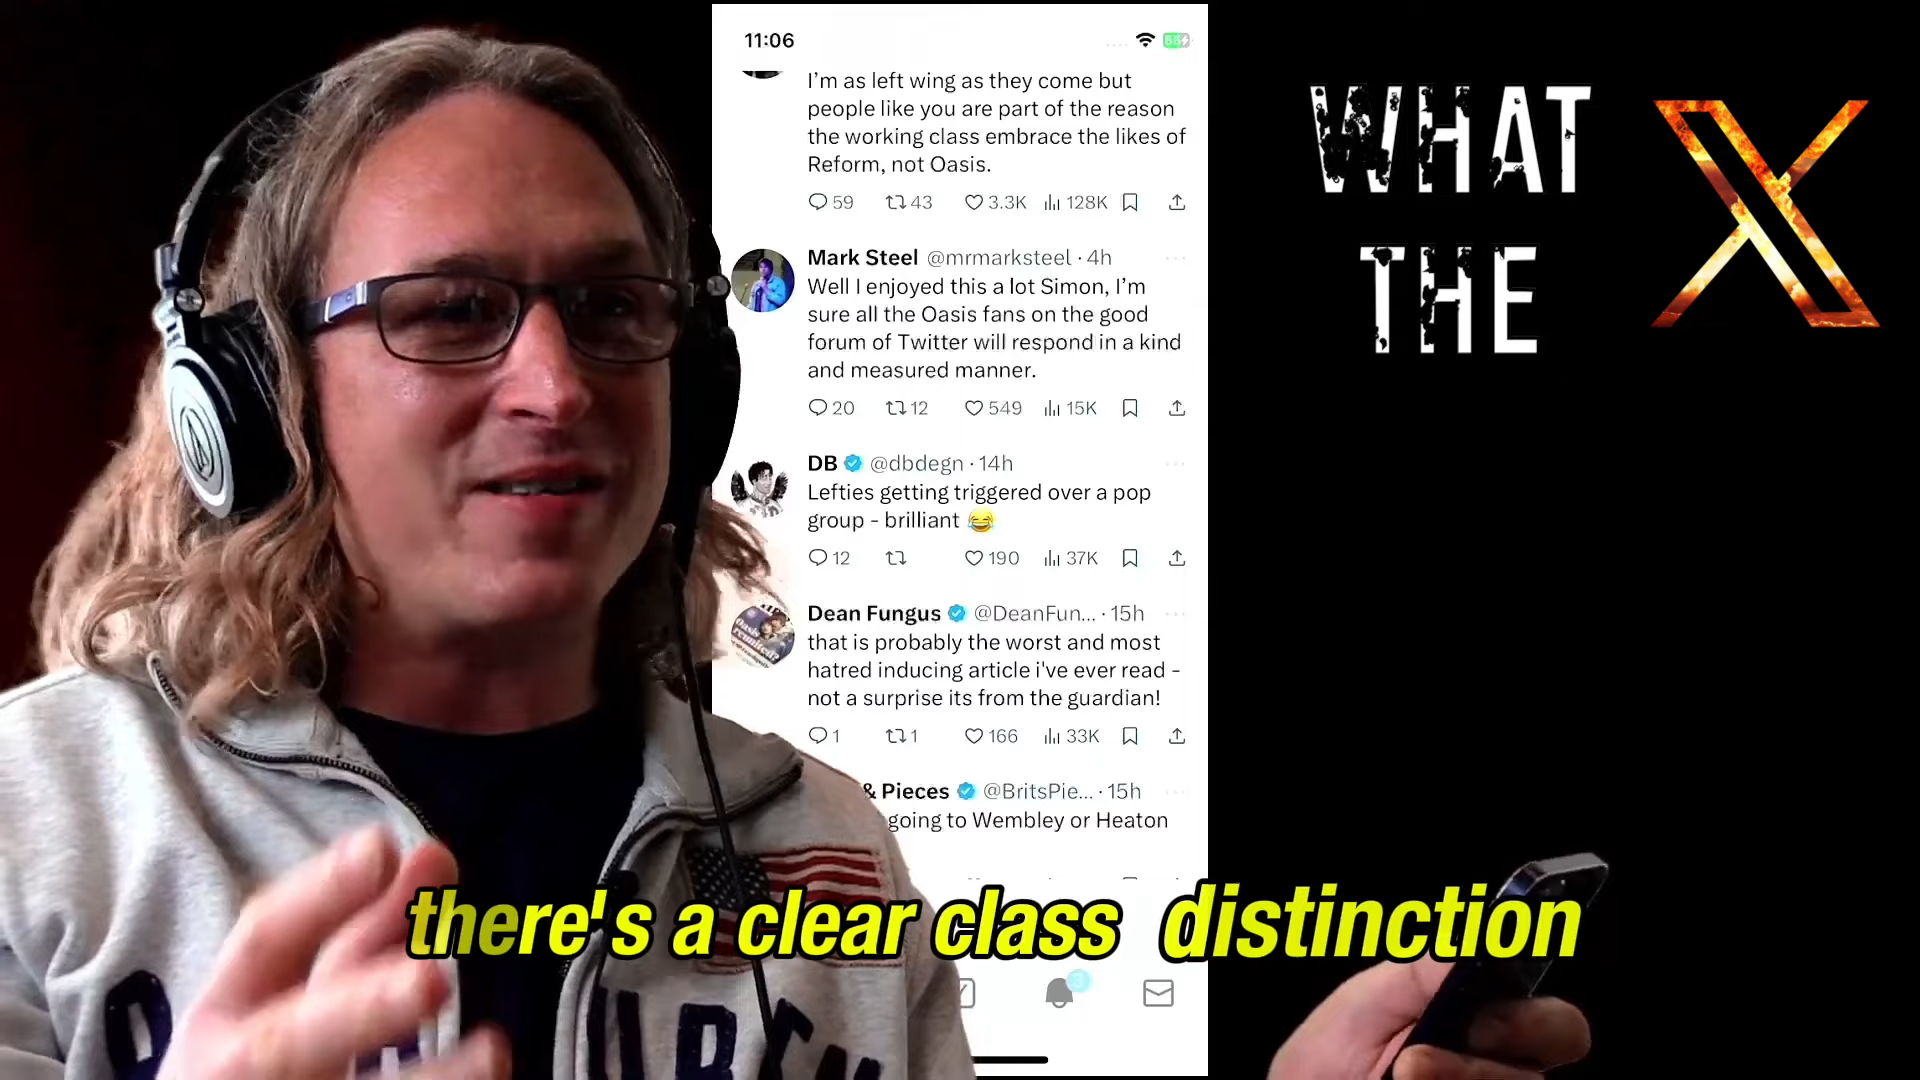 11:06
I'm as left wing as they come but
people like you are part of the reason
the working class embrace the likes of
Reform, not Oasis.
59 43 3.3K 128K
Mark Steel @mrmarksteel · 4h
Well I enjoyed this a lot Simon, I'm
sure all the Oasis fans on the good
forum of Twitter will respond in a kind
and measured manner.
20 12 549 15K
DB @dbdegn · 14h
Lefties getting triggered over a pop
group - brilliant 😂
12 190 37K
Dean Fungus @DeanFun... · 15h
that is probably the worst and most
hatred inducing article i've ever read -
not a surprise its from the guardian!
1 1 166 33K
& Pieces @BritsPie... · 15h
going to Wembley or Heaton
3
WHAT
THE
X
there's a clear class distinction